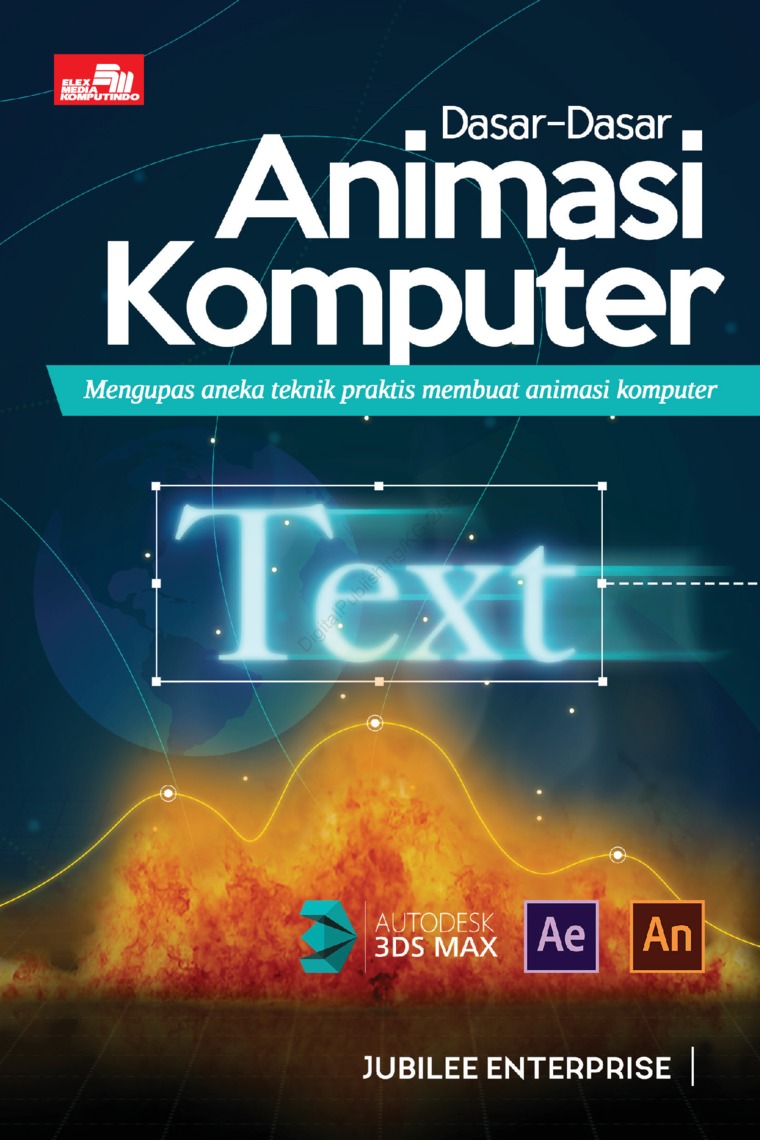 ELEX
MEDIA
KOMPUTINDO
Dasar-Dasar
Animasi
Komputer
Mengupas aneka teknik praktis membuat animasi komputer
Text
AUTODESK
3DS MAX
Ae
An
JUBILEE ENTERPRISE